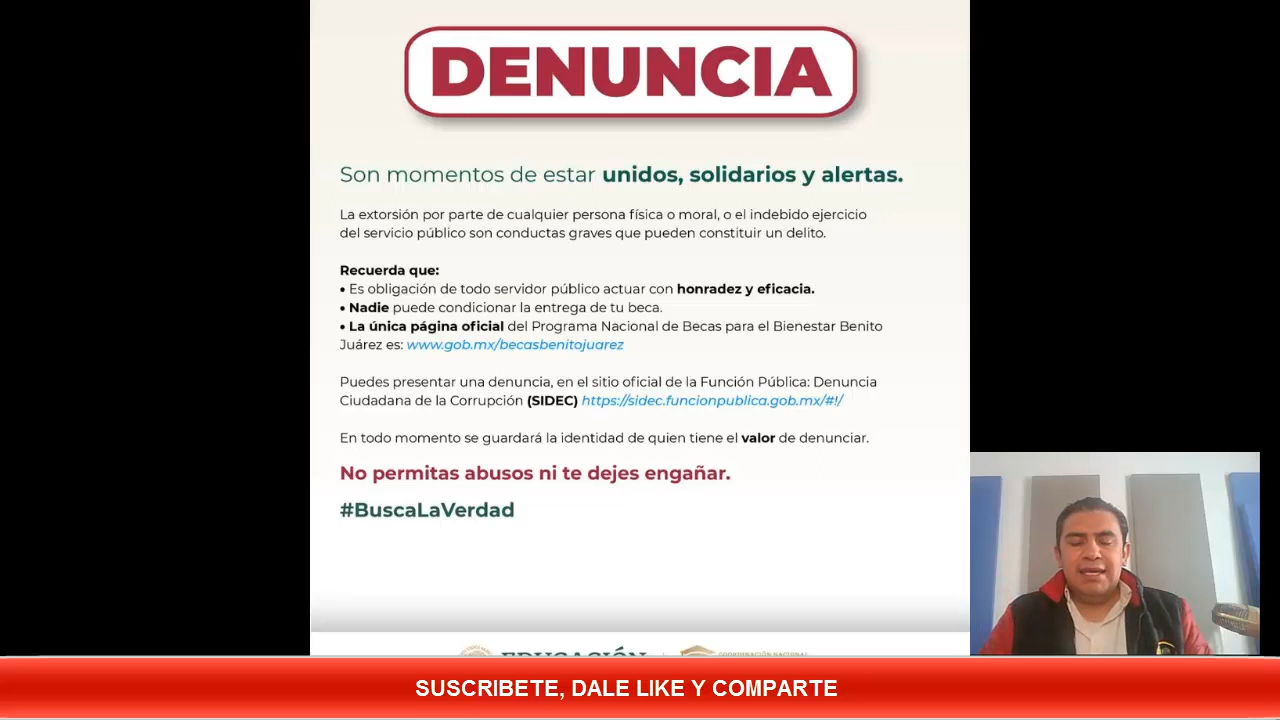 DENUNCIA
Son momentos de estar unidos, solidarios y alertas.
La extorsión por parte de cualquier persona física o moral, o el indebido ejercicio
del servicio público son conductas graves que pueden constituir un delito.
Recuerda que:
• Es obligación de todo servidor público actuar con honradez y eficacia.
• Nadie puede condicionar la entrega de tu beca.
• La única página oficial del Programa Nacional de Becas para el Bienestar Benito
Juárez es: www.gob.mx/becasbenitojuarez
Puedes presentar una denuncia, en el sitio oficial de la Función Pública: Denuncia
Ciudadana de la Corrupción (SIDEC) https://sidec.funcionpublica.gob.mx/#!/
En todo momento se guardará la identidad de quien tiene el valor de denunciar.
No permitas abusos ni te dejes engañar.
#BuscaLaVerdad
EDUCACIÓN
COORDINACIÓN NACIONAL
SUSCRIBETE, DALE LIKE Y COMPARTE